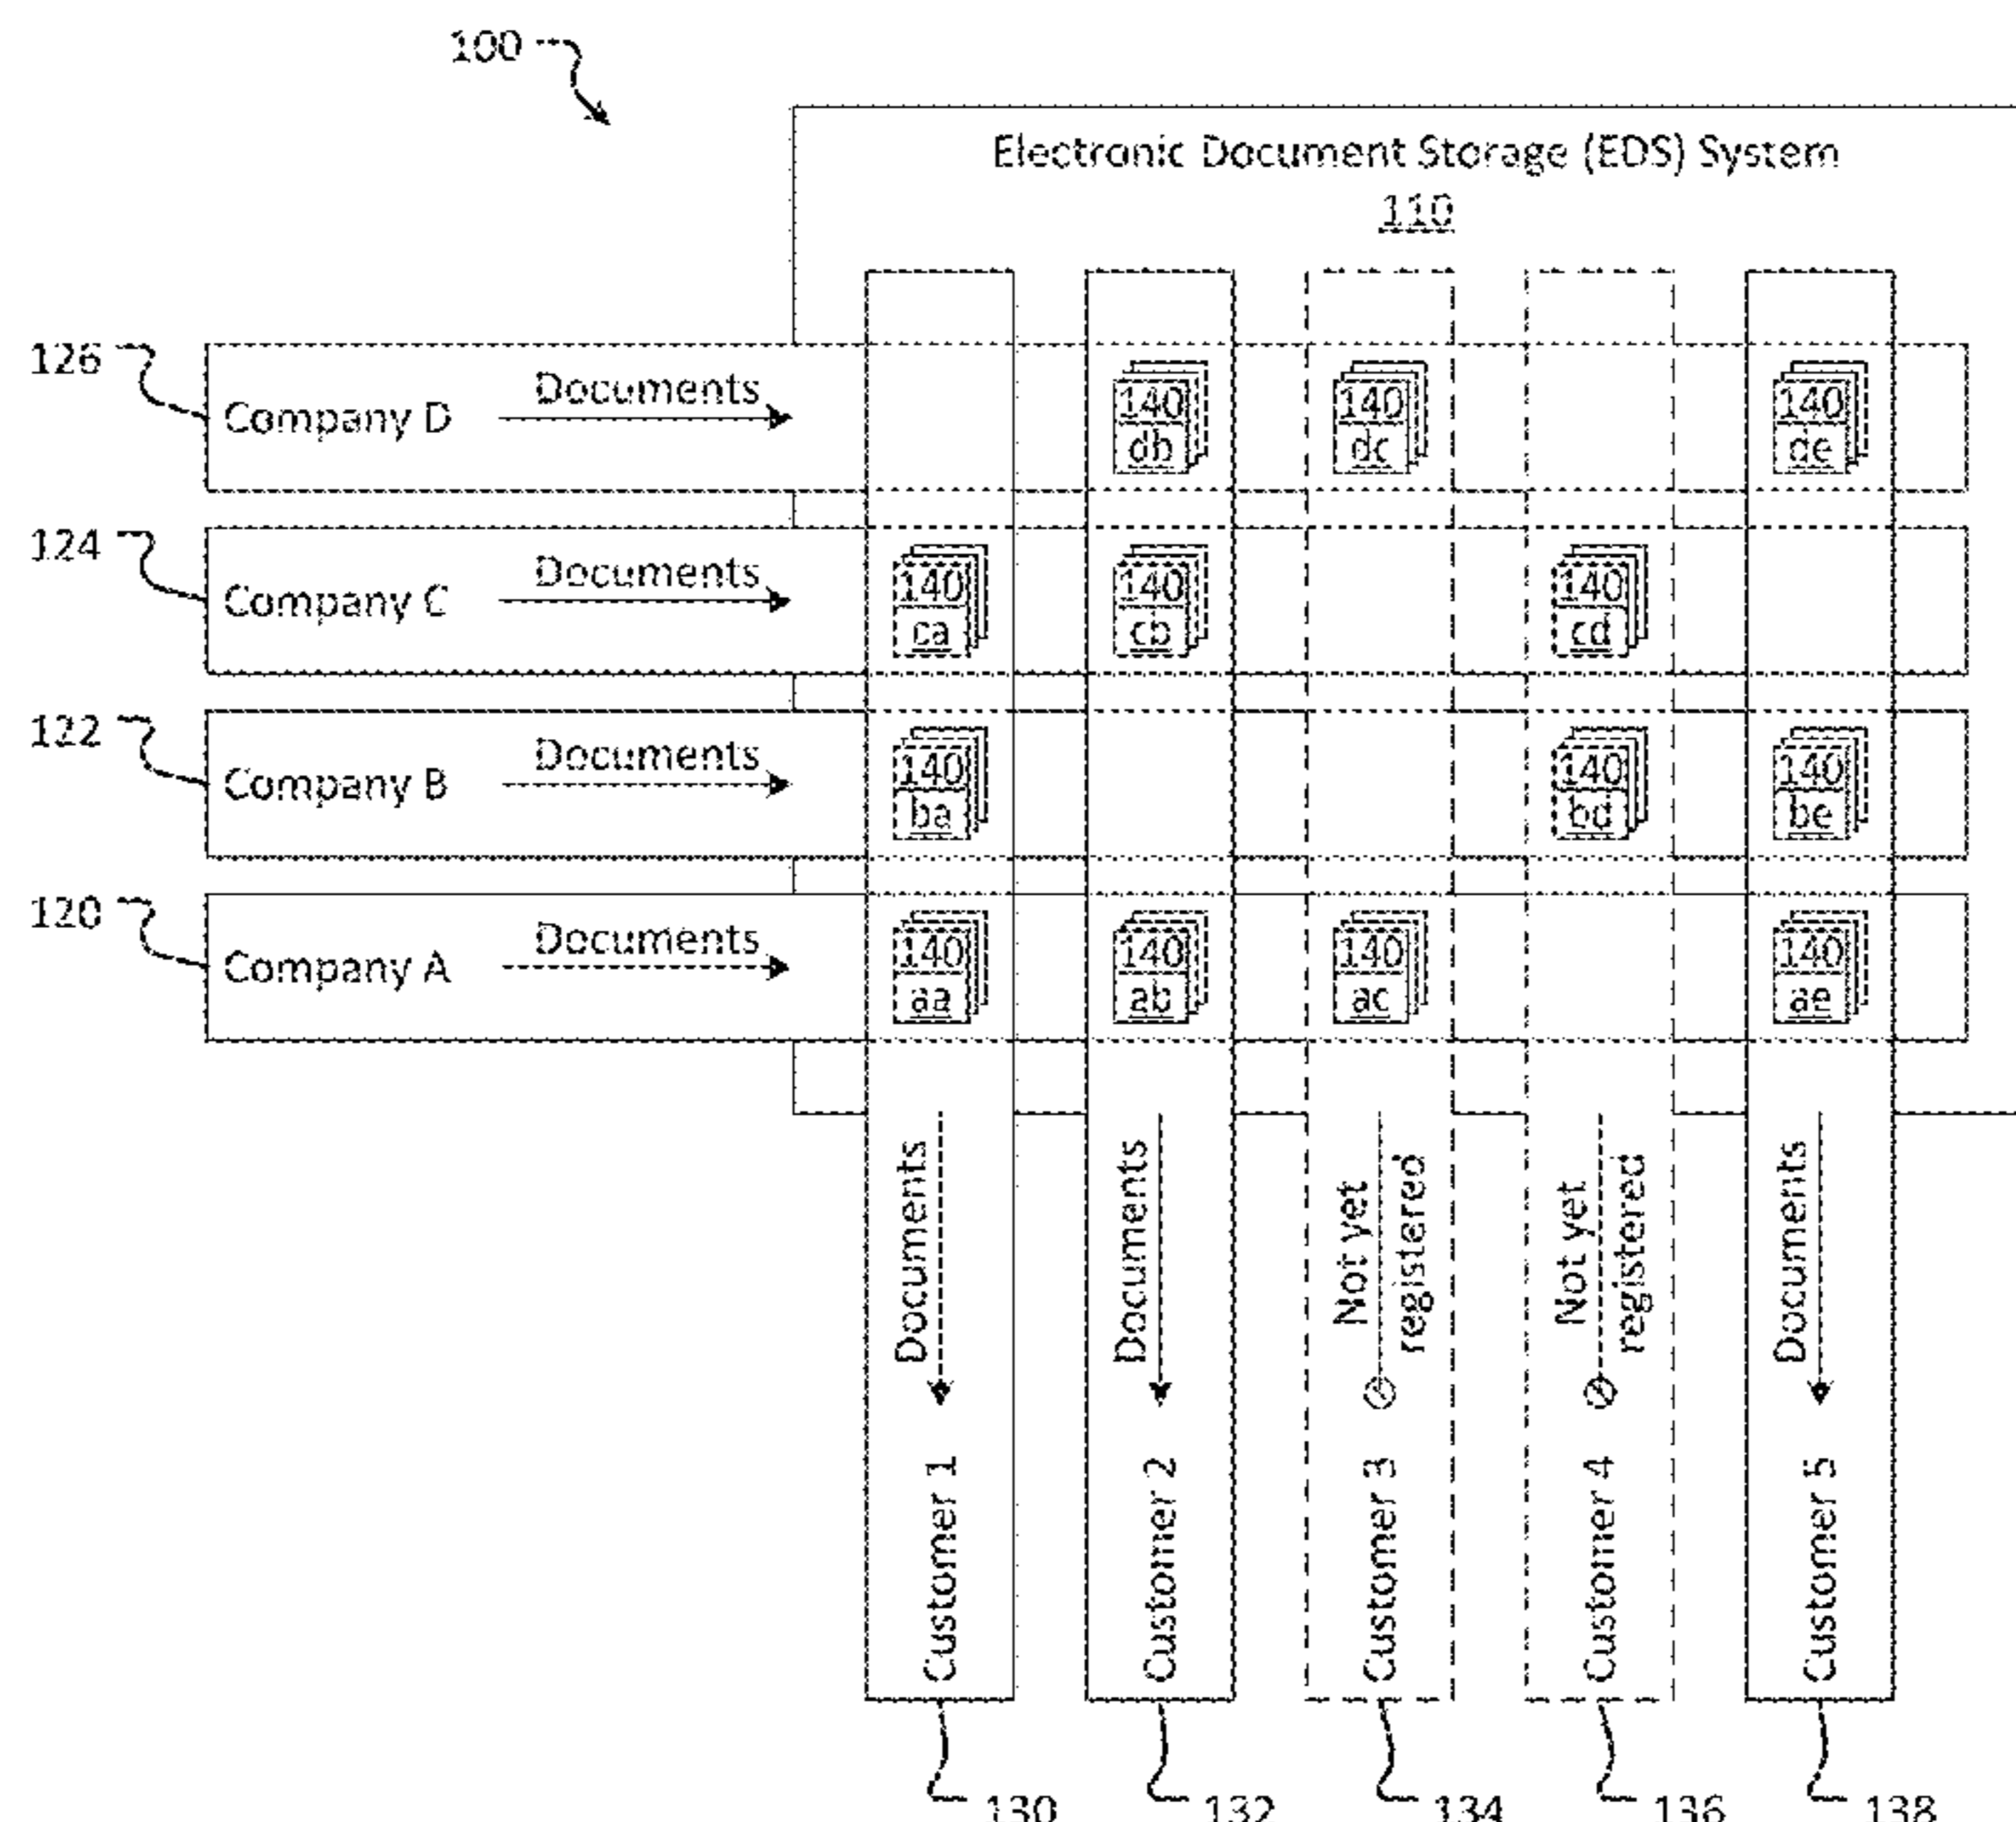 100
Electronic Document Storage (EDS) System
110
126
Company D
Documents
140
db
140
dc
140
de
124
Company C
Documents
140
ca
140
cb
140
cd
122
Company B
Documents
140
ba
140
bd
140
be
120
Company A
Documents
140
aa
140
ab
140
ac
140
ae
Documents
Documents
Not yet
registered
Not yet
registered
Documents
Customer 1
Customer 2
Customer 3
Customer 4
Customer 5
130
132
134
136
138